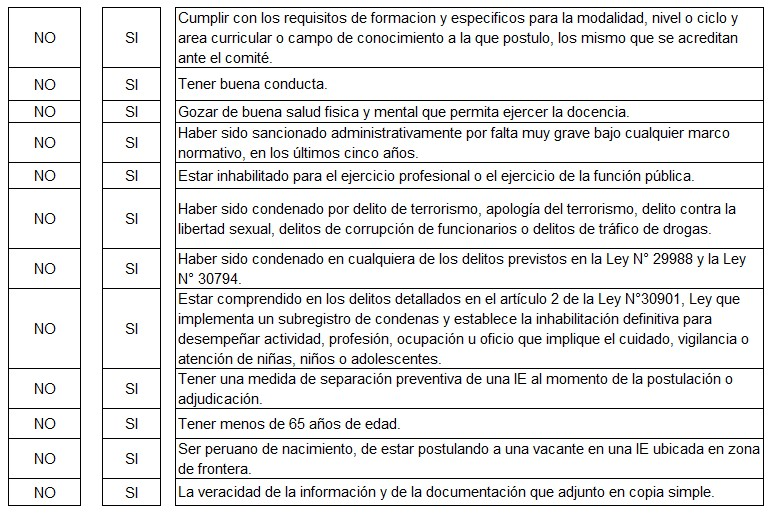 NO SI Cumplir con los requisitos de formacion y especificos para la modalidad, nivel o ciclo y
area curricular o campo de conocimiento a la que postulo, los mismo que se acreditan
ante el comité.
NO SI Tener buena conducta.
NO SI Gozar de buena salud fisica y mental que permita ejercer la docencia.
NO SI Haber sido sancionado administrativamente por falta muy grave bajo cualquier marco
normativo, en los últimos cinco años.
NO SI Estar inhabilitado para el ejercicio profesional o el ejercicio de la función pública.
NO SI Haber sido condenado por delito de terrorismo, apología del terrorismo, delito contra la
libertad sexual, delitos de corrupción de funcionarios o delitos de tráfico de drogas.
NO SI Haber sido condenado en cualquiera de los delitos previstos en la Ley N° 29988 y la Ley
N° 30794.
NO SI Estar comprendido en los delitos detallados en el artículo 2 de la Ley N°30901, Ley que
implementa un subregistro de condenas y establece la inhabilitación definitiva para
desempeñar actividad, profesión, ocupación u oficio que implique el cuidado, vigilancia o
atención de niñas, niños o adolescentes.
NO SI Tener una medida de separación preventiva de una IE al momento de la postulación o
adjudicación.
NO SI Tener menos de 65 años de edad.
NO SI Ser peruano de nacimiento, de estar postulando a una vacante en una IE ubicada en zona
de frontera.
NO SI La veracidad de la información y de la documentación que adjunto en copia simple.